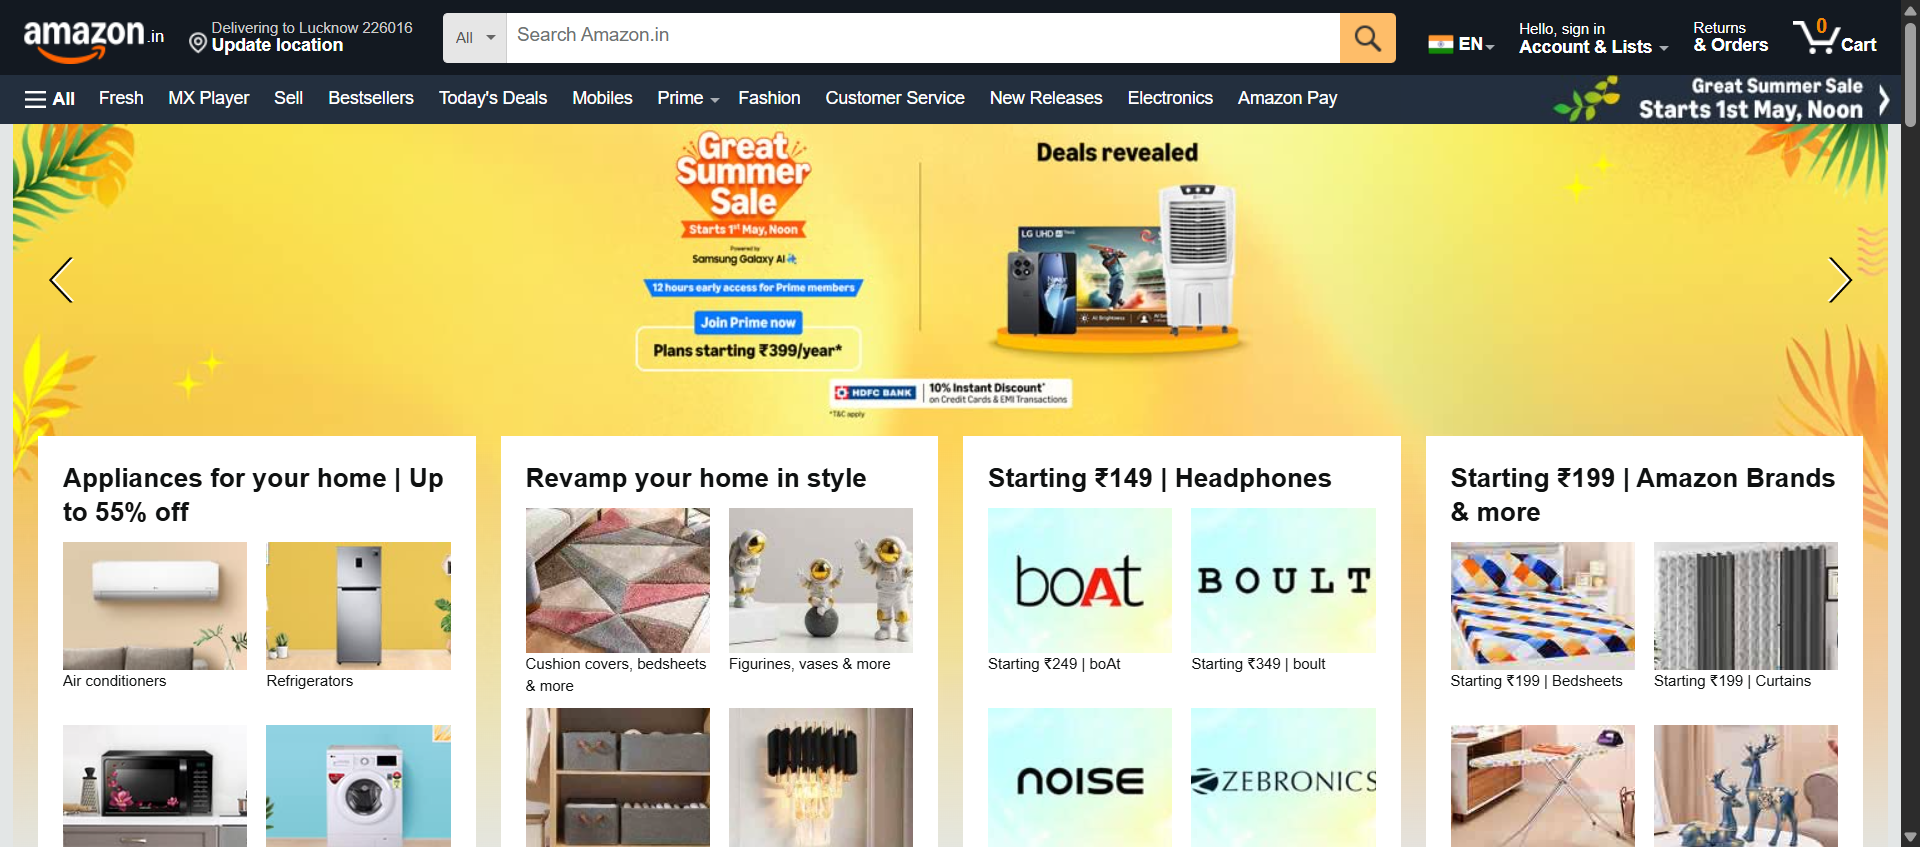 amazon.in
Delivering to Lucknow 226016
Update location
All
Search Amazon.in
EN
Hello, sign in
Account & Lists
Returns
& Orders
0
Cart
All
Fresh
MX Player
Sell
Bestsellers
Today's Deals
Mobiles
Prime
Fashion
Customer Service
New Releases
Electronics
Amazon Pay
Great Summer Sale
Starts 1st May, Noon
Great
Summer
Sale
Starts 1st May, Noon
Powered by
Samsung Galaxy AI
12 hours early access for Prime members
Join Prime now
Plans starting ₹399/year*
Deals revealed
LG UHD AI
AI Brightness
HDFC BANK
10% Instant Discount*
on Credit Cards & EMI Transactions
*T&C apply
Appliances for your home | Up
to 55% off
Air conditioners
Refrigerators
Revamp your home in style
Cushion covers, bedsheets
& more
Figurines, vases & more
Starting ₹149 | Headphones
boAt
BOULT
Starting ₹249 | boAt
Starting ₹349 | boult
noise
ZEBRONICS
Starting ₹199 | Amazon Brands
& more
Starting ₹199 | Bedsheets
Starting ₹199 | Curtains